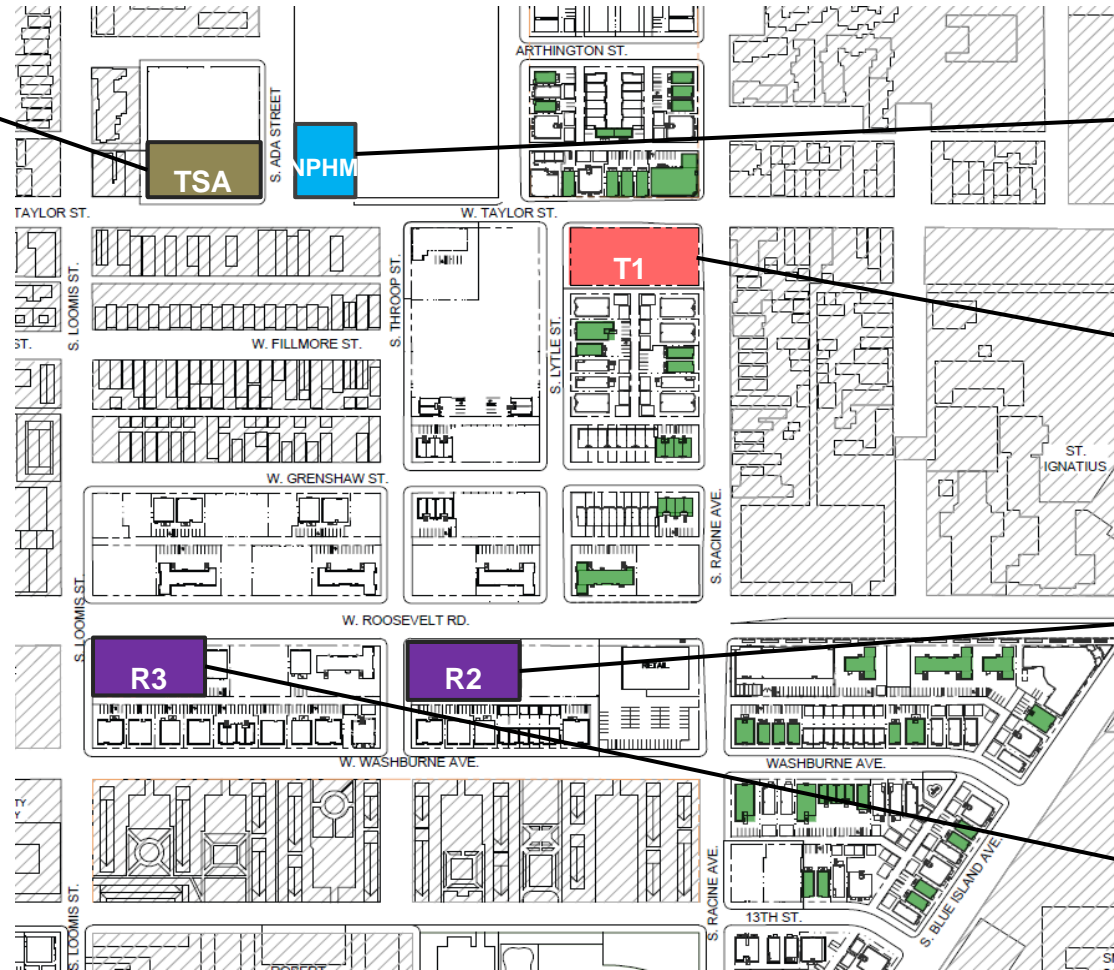 ARTHINGTON ST.
S. ADA STREET
TSA
NPHM
TAYLOR ST.
W. TAYLOR ST.
S. LOOMIS ST.
S. THROOP ST.
T1
S. LYTLE ST.
ST.
W. FILLMORE ST.
ST.
IGNATIUS
W. GRENSHAW ST.
S. RACINE AVE.
S. LOOMIS ST.
W. ROOSEVELT RD.
R3
R2
RETAIL
W. WASHBURNE AVE.
WASHBURNE AVE.
TY
Y
S. LOOMIS ST.
S. RACINE AVE.
S. BLUE ISLAND AVE.
13TH ST.
ROBERT
S